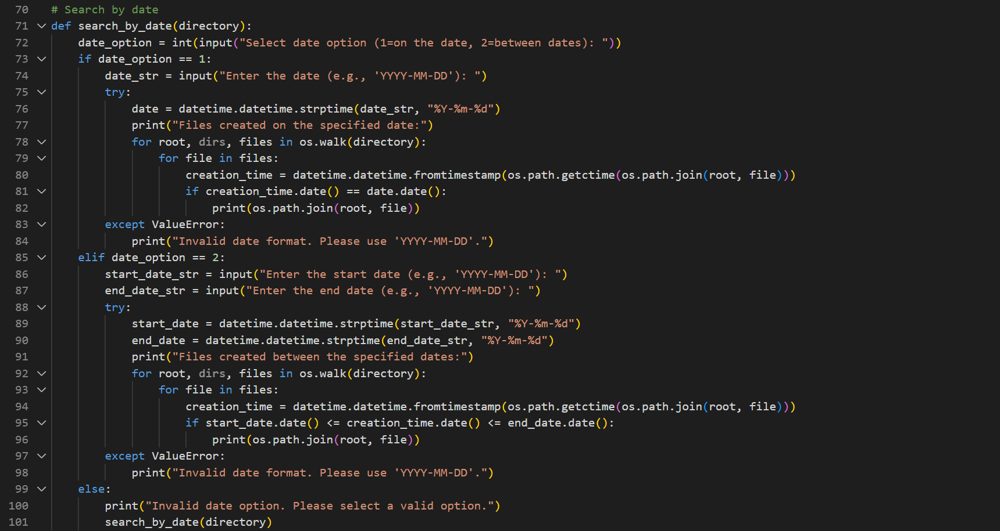 70 # Search by date
71 def search_by_date(directory):
72     date_option = int(input("Select date option (1=on the date, 2=between dates): "))
73     if date_option == 1:
74         date_str = input("Enter the date (e.g., 'YYYY-MM-DD'): ")
75         try:
76             date = datetime.datetime.strptime(date_str, "%Y-%m-%d")
77             print("Files created on the specified date:")
78             for root, dirs, files in os.walk(directory):
79                 for file in files:
80                     creation_time = datetime.datetime.fromtimestamp(os.path.getctime(os.path.join(root, file)))
81                     if creation_time.date() == date.date():
82                         print(os.path.join(root, file))
83         except ValueError:
84             print("Invalid date format. Please use 'YYYY-MM-DD'.")
85     elif date_option == 2:
86         start_date_str = input("Enter the start date (e.g., 'YYYY-MM-DD'): ")
87         end_date_str = input("Enter the end date (e.g., 'YYYY-MM-DD'): ")
88         try:
89             start_date = datetime.datetime.strptime(start_date_str, "%Y-%m-%d")
90             end_date = datetime.datetime.strptime(end_date_str, "%Y-%m-%d")
91             print("Files created between the specified dates:")
92             for root, dirs, files in os.walk(directory):
93                 for file in files:
94                     creation_time = datetime.datetime.fromtimestamp(os.path.getctime(os.path.join(root, file)))
95                     if start_date.date() <= creation_time.date() <= end_date.date():
96                         print(os.path.join(root, file))
97         except ValueError:
98             print("Invalid date format. Please use 'YYYY-MM-DD'.")
99     else:
100         print("Invalid date option. Please select a valid option.")
101         search_by_date(directory)